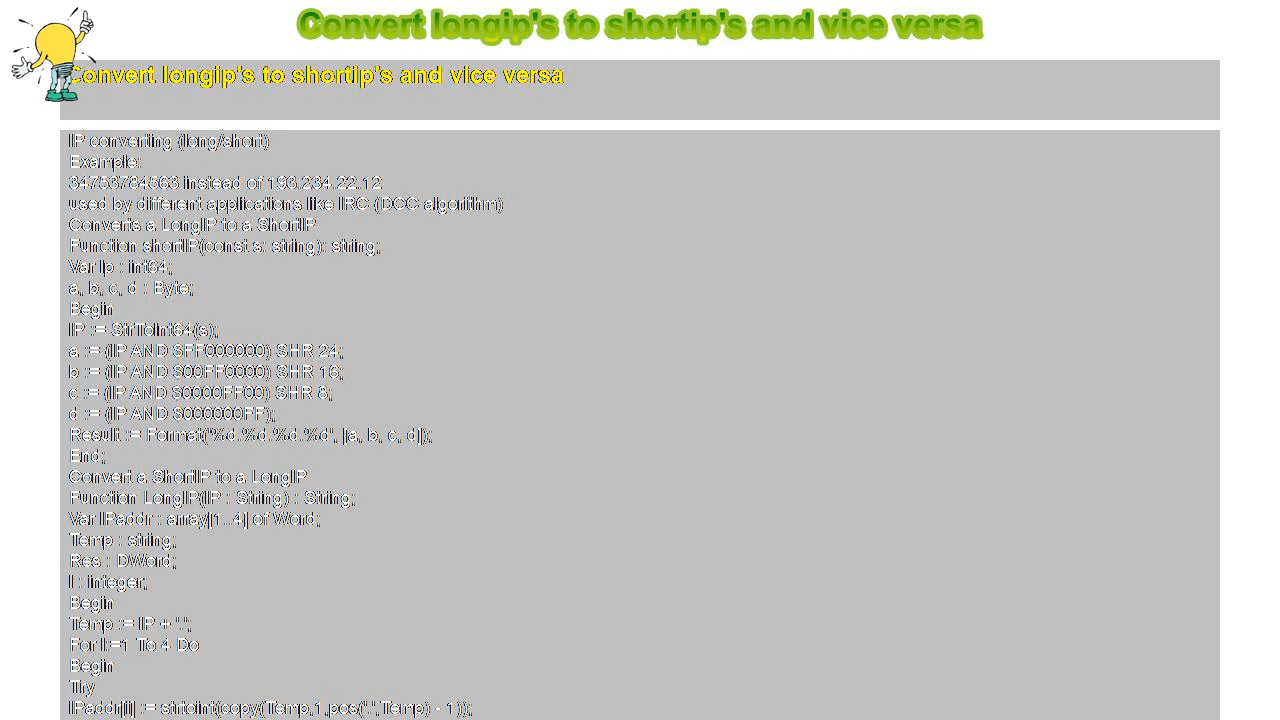 Convert longip's to shortip's and vice versa
Convert longip's to shortip's and vice versa
IP converting (long/short)
Example:
34753784563 instead of 193.234.22.12
used by different applications like IRC (DCC algorithm)
Converts a LongIP to a ShortIP
Function shortIP(const s: string): string;
Var Ip : int64;
a, b, c, d : Byte;
Begin
IP := StrToInt64(s);
a := (IP AND $FF000000) SHR 24;
b := (IP AND $00FF0000) SHR 16;
c := (IP AND $0000FF00) SHR 8;
d := (IP AND $000000FF);
Result := Format('%d.%d.%d.%d', [a, b, c, d]);
End;
Convert a ShortIP to a LongIP
Function LongIP(IP : String) : String;
Var IPaddr : array[1..4] of Word;
Temp : string;
Res : DWord;
I : integer;
Begin
Temp := IP + '.';
For I:=1 To 4 Do
Begin
Try
IPaddr[i] := strtoint(copy(Temp,1,pos('.',Temp) - 1));